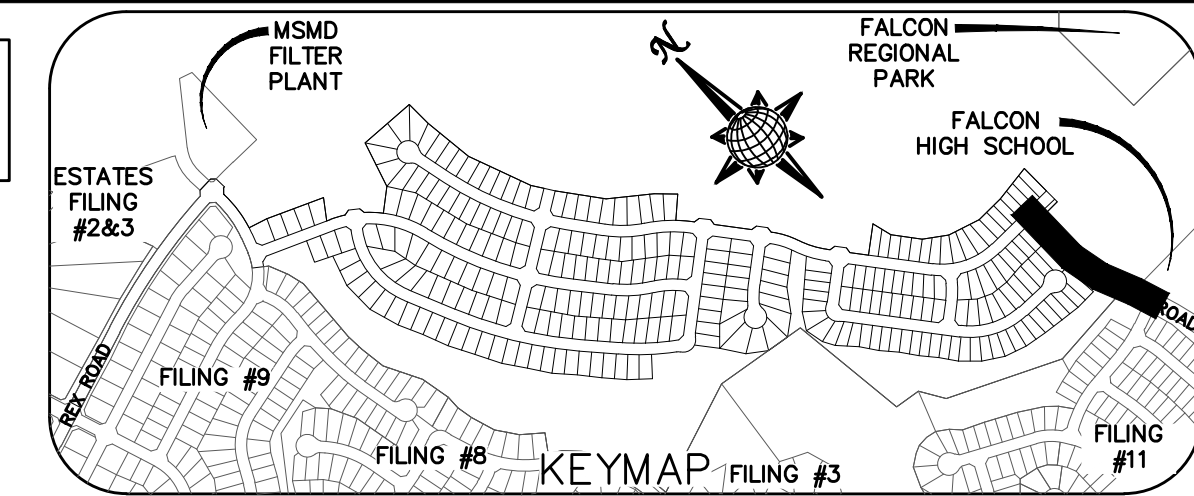 MSMD
FILTER
PLANT
N
FALCON
REGIONAL
PARK
FALCON
HIGH SCHOOL
ESTATES
FILING
#2&3
ROAD
REX ROAD
FILING #9
FILING #8
KEYMAP
FILING #3
FILING
#11